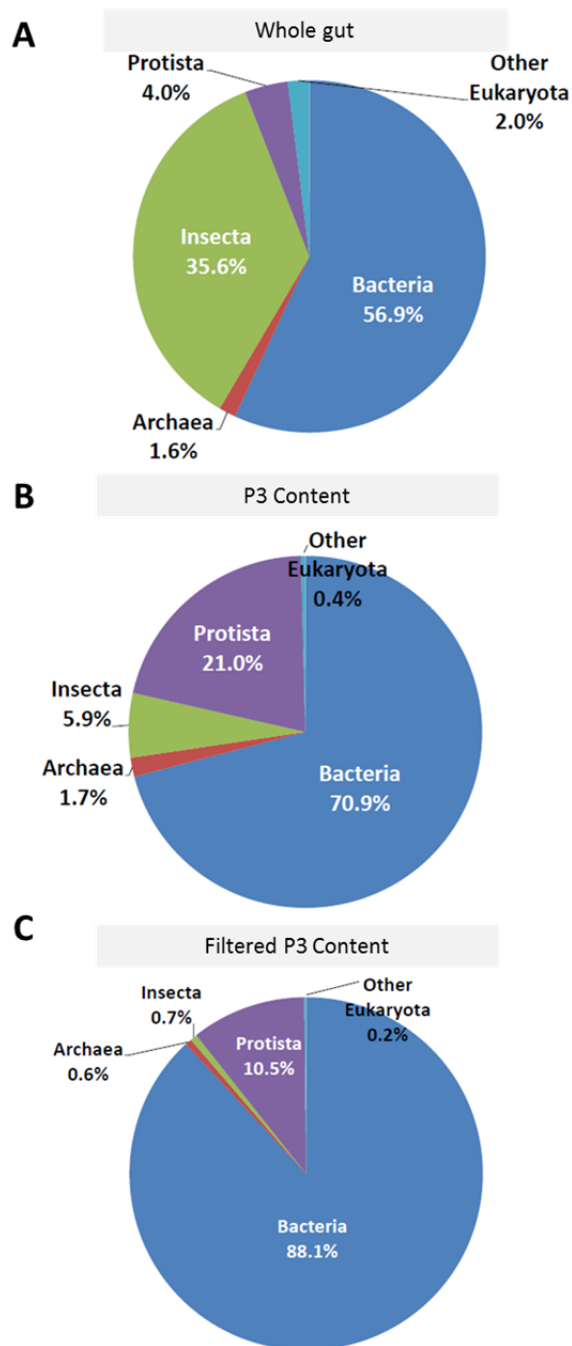 A
Whole gut
Protista
4.0%
Other
Eukaryota
2.0%
Insecta
35.6%
Bacteria
56.9%
Archaea
1.6%
B
P3 Content
Other
Eukaryota
0.4%
Protista
21.0%
Insecta
5.9%
Archaea
1.7%
Bacteria
70.9%
C
Filtered P3 Content
Other
Eukaryota
0.2%
Insecta
0.7%
Archaea
0.6%
Protista
10.5%
Bacteria
88.1%